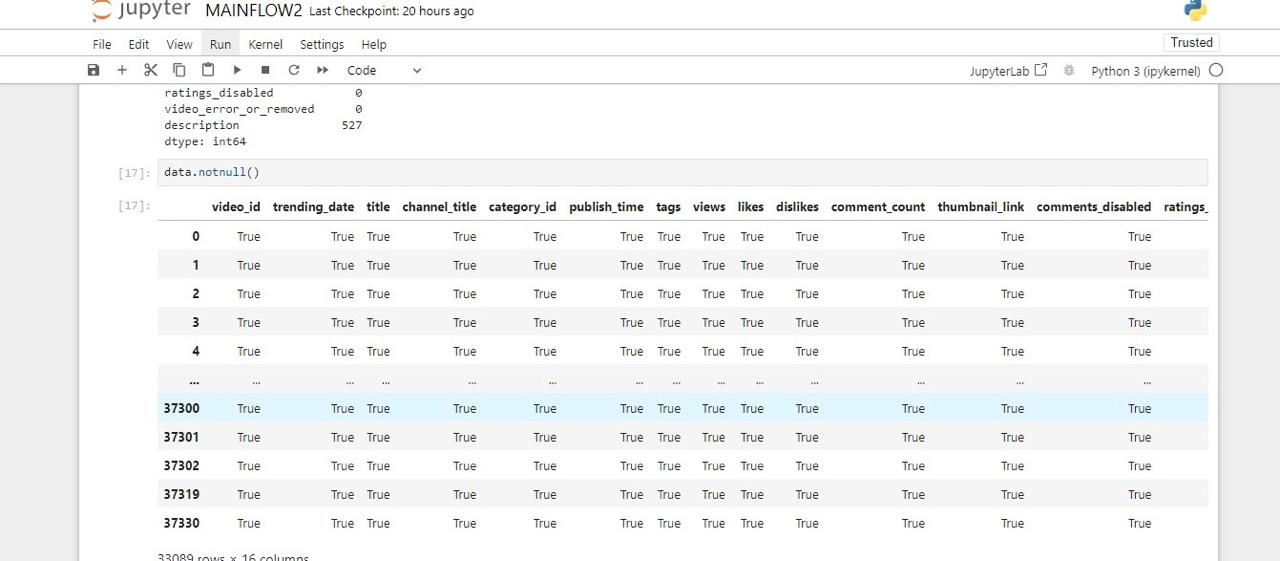 jupyter MAINFLOW2 Last Checkpoint: 20 hours ago
File Edit View Run Kernel Settings Help Trusted
Code JupyterLab Python 3 (ipykernel)
ratings_disabled 0
video_error_or_removed 0
description 527
dtype: int64
[17]: data.notnull()
[17]:
video_id trending_date title channel_title category_id publish_time tags views likes dislikes comment_count thumbnail_link comments_disabled ratings_
0 True True True True True True True True True True True True True
1 True True True True True True True True True True True True True
2 True True True True True True True True True True True True True
3 True True True True True True True True True True True True True
4 True True True True True True True True True True True True True
... ... ... ... ... ... ... ... ... ... ... ... ... ...
37300 True True True True True True True True True True True True True
37301 True True True True True True True True True True True True True
37302 True True True True True True True True True True True True True
37319 True True True True True True True True True True True True True
37330 True True True True True True True True True True True True True
33089 rows × 16 columns